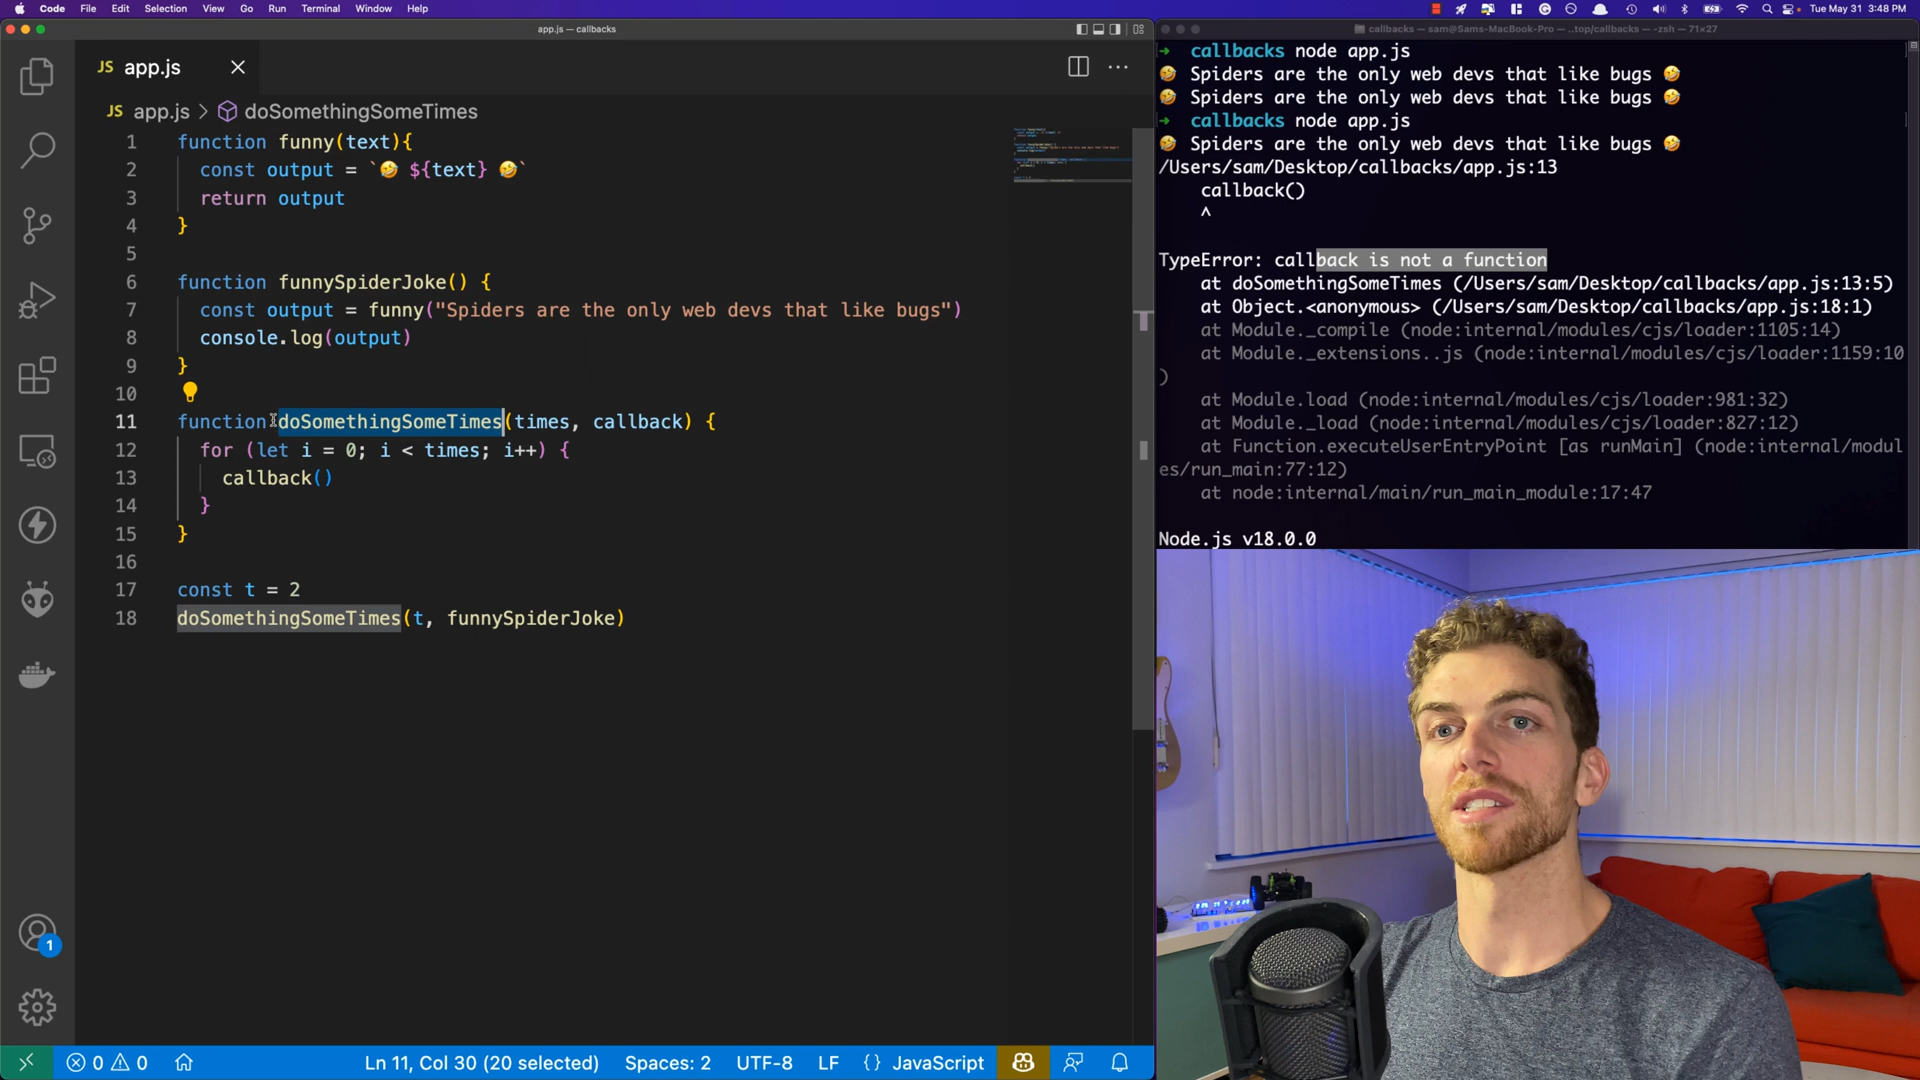 Code File Edit Selection View Go Run Terminal Window Help
Tue May 31 3:48 PM
app.js — callbacks
JS app.js
JS app.js > doSomethingSomeTimes
1 function funny(text){
2 const output = `🤣 ${text} 🤣`
3 return output
4 }
5
6 function funnySpiderJoke() {
7 const output = funny("Spiders are the only web devs that like bugs")
8 console.log(output)
9 }
10
11 function doSomethingSomeTimes(times, callback) {
12 for (let i = 0; i < times; i++) {
13 callback()
14 }
15 }
16
17 const t = 2
18 doSomethingSomeTimes(t, funnySpiderJoke)
1
0 0
Ln 11, Col 30 (20 selected) Spaces: 2 UTF-8 LF {} JavaScript
callbacks — sam@Sams-MacBook-Pro — ..top/callbacks — -zsh — 71×27
→ callbacks node app.js
🤣 Spiders are the only web devs that like bugs 🤣
🤣 Spiders are the only web devs that like bugs 🤣
→ callbacks node app.js
🤣 Spiders are the only web devs that like bugs 🤣
/Users/sam/Desktop/callbacks/app.js:13
callback()
^
TypeError: callback is not a function
at doSomethingSomeTimes (/Users/sam/Desktop/callbacks/app.js:13:5)
at Object.<anonymous> (/Users/sam/Desktop/callbacks/app.js:18:1)
at Module._compile (node:internal/modules/cjs/loader:1105:14)
at Module._extensions..js (node:internal/modules/cjs/loader:1159:10
)
at Module.load (node:internal/modules/cjs/loader:981:32)
at Module._load (node:internal/modules/cjs/loader:827:12)
at Function.executeUserEntryPoint [as runMain] (node:internal/modul
es/run_main:77:12)
at node:internal/main/run_main_module:17:47
Node.js v18.0.0